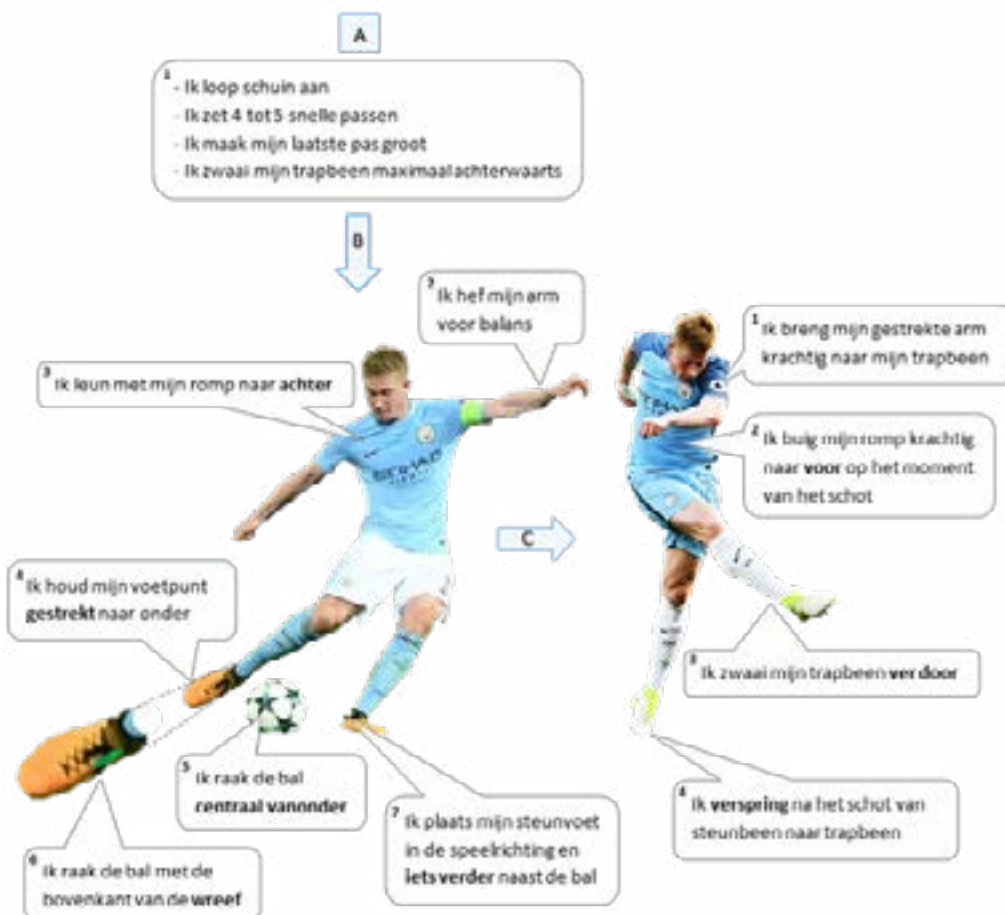 A
1
- Ik loop schuin aan
- Ik zet 4 tot 5 snelle passen
- Ik maak mijn laatste pas groot
- Ik zwaai mijn trapbeen maximaal achterwaarts
B
2 Ik hef mijn arm
voor balans
3 Ik leun met mijn romp naar achter
4 Ik houd mijn voetpunt
gestrekt naar onder
5 Ik raak de bal
centraal vanonder
6 Ik raak de bal met de
bovenkant van de wreef
7 Ik plaats mijn steunvoet
in de speelrichting en
iets verder naast de bal
ETIHAD
C
1 Ik breng mijn gestrekte arm
krachtig naar mijn trapbeen
2 Ik buig mijn romp krachtig
naar voor op het moment
van het schot
3 Ik zwaai mijn trapbeen ver door
4 Ik verspring na het schot van
steunbeen naar trapbeen